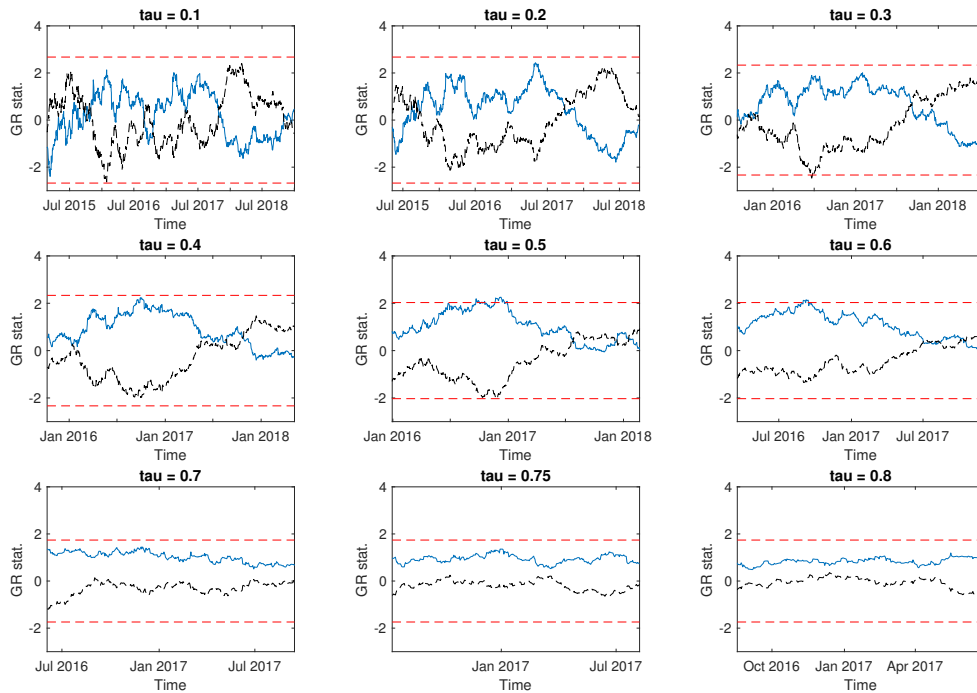 tau = 0.1
4
2
0
-2
GR stat.
Jul 2015 Jul 2016 Jul 2017 Jul 2018
Time
tau = 0.2
4
2
0
-2
GR stat.
Jul 2015 Jul 2016 Jul 2017 Jul 2018
Time
tau = 0.3
4
2
0
-2
GR stat.
Jan 2016 Jan 2017 Jan 2018
Time
tau = 0.4
4
2
0
-2
GR stat.
Jan 2016 Jan 2017 Jan 2018
Time
tau = 0.5
4
2
0
-2
GR stat.
Jan 2016 Jan 2017 Jan 2018
Time
tau = 0.6
4
2
0
-2
GR stat.
Jul 2016 Jan 2017 Jul 2017
Time
tau = 0.7
4
2
0
-2
GR stat.
Jul 2016 Jan 2017 Jul 2017
Time
tau = 0.75
4
2
0
-2
GR stat.
Jan 2017 Jul 2017
Time
tau = 0.8
4
2
0
-2
GR stat.
Oct 2016 Jan 2017 Apr 2017
Time